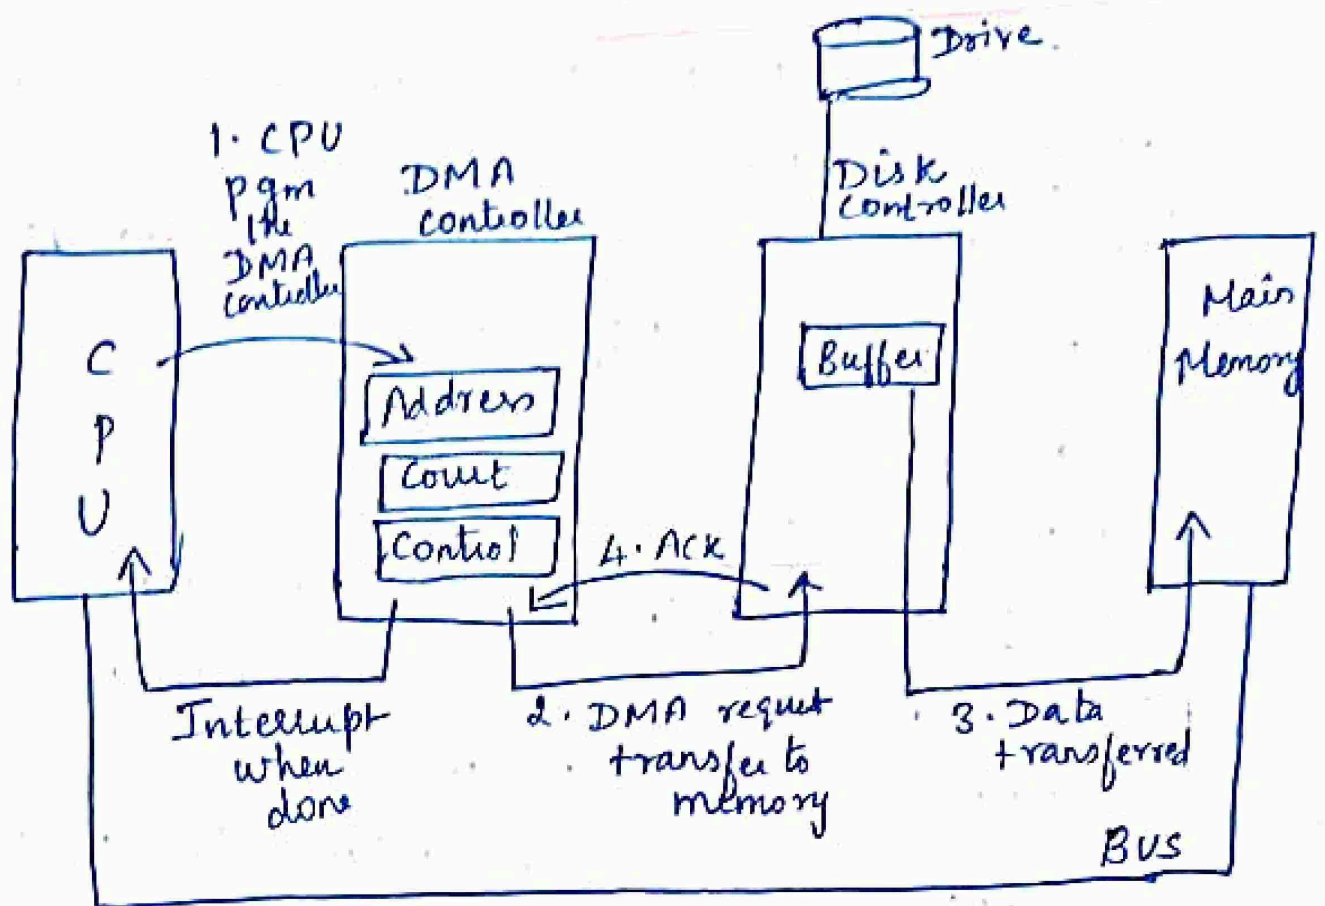 Drive.
1. CPU
pgm
the
DMA
controller
DMA
controller
Disk
controller
C
P
U
Address
Count
Control
Buffer
Main
Memory
4. Ack
Interrupt
when
done
2. DMA requet
transfer to
memory
3. Data
transferred
BUS